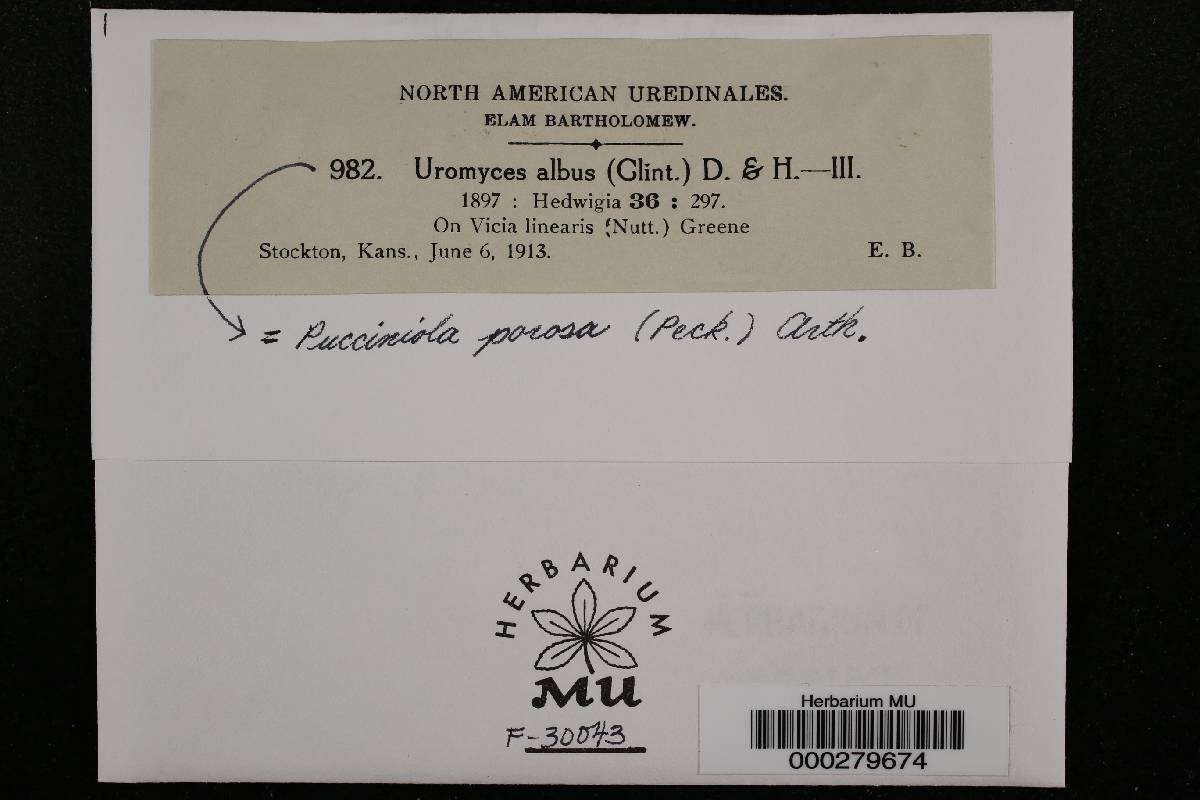 NORTH AMERICAN UREDINALES.
ELAM BARTHOLOMEW.
982. Uromyces albus (Clint.) D. & H.—III.
1897 : Hedwigia 36 : 297.
On Vicia linearis (Nutt.) Greene
Stockton, Kans., June 6, 1913. E. B.
= Pucciniola porosa (Peck.) Arth.
HERBARIUM
MU
F-30043
Herbarium MU
000279674